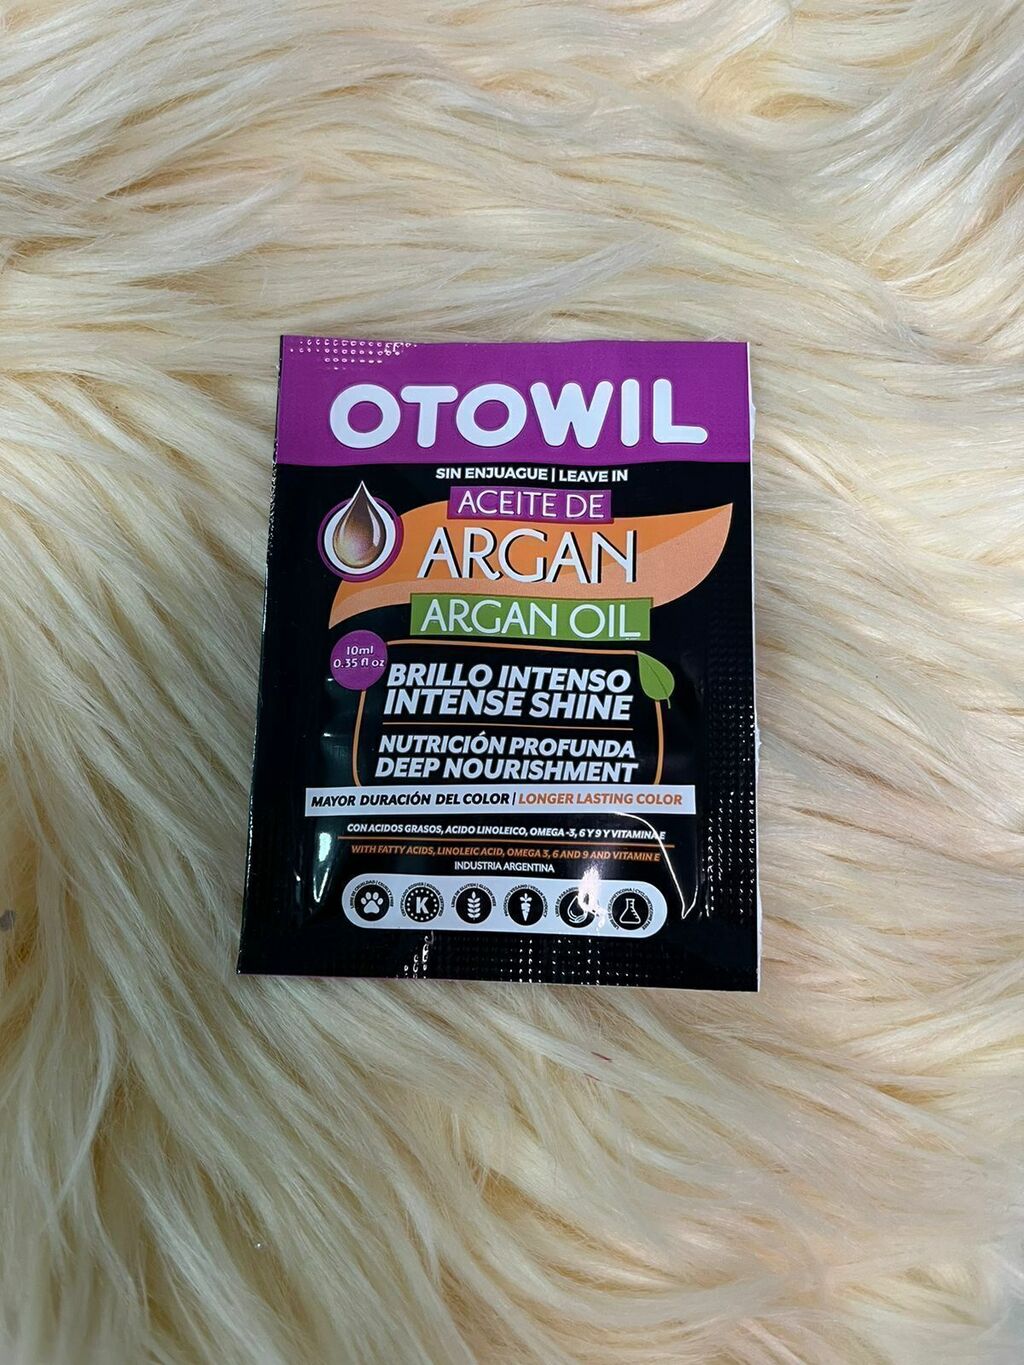 OTOWIL
SIN ENJUAGUE | LEAVE IN
ACEITE DE
ARGAN
ARGAN OIL
10ml
0.35 fl oz
BRILLO INTENSO
INTENSE SHINE
NUTRICIÓN PROFUNDA
DEEP NOURISHMENT
MAYOR DURACIÓN DEL COLOR | LONGER LASTING COLOR
CON ACIDOS GRASOS, ACIDO LINOLEICO, OMEGA -3, 6 Y 9 Y VITAMINA E
WITH FATTY ACIDS, LINOLEIC ACID, OMEGA 3, 6 AND 9 AND VITAMIN E
INDUSTRIA ARGENTINA
K